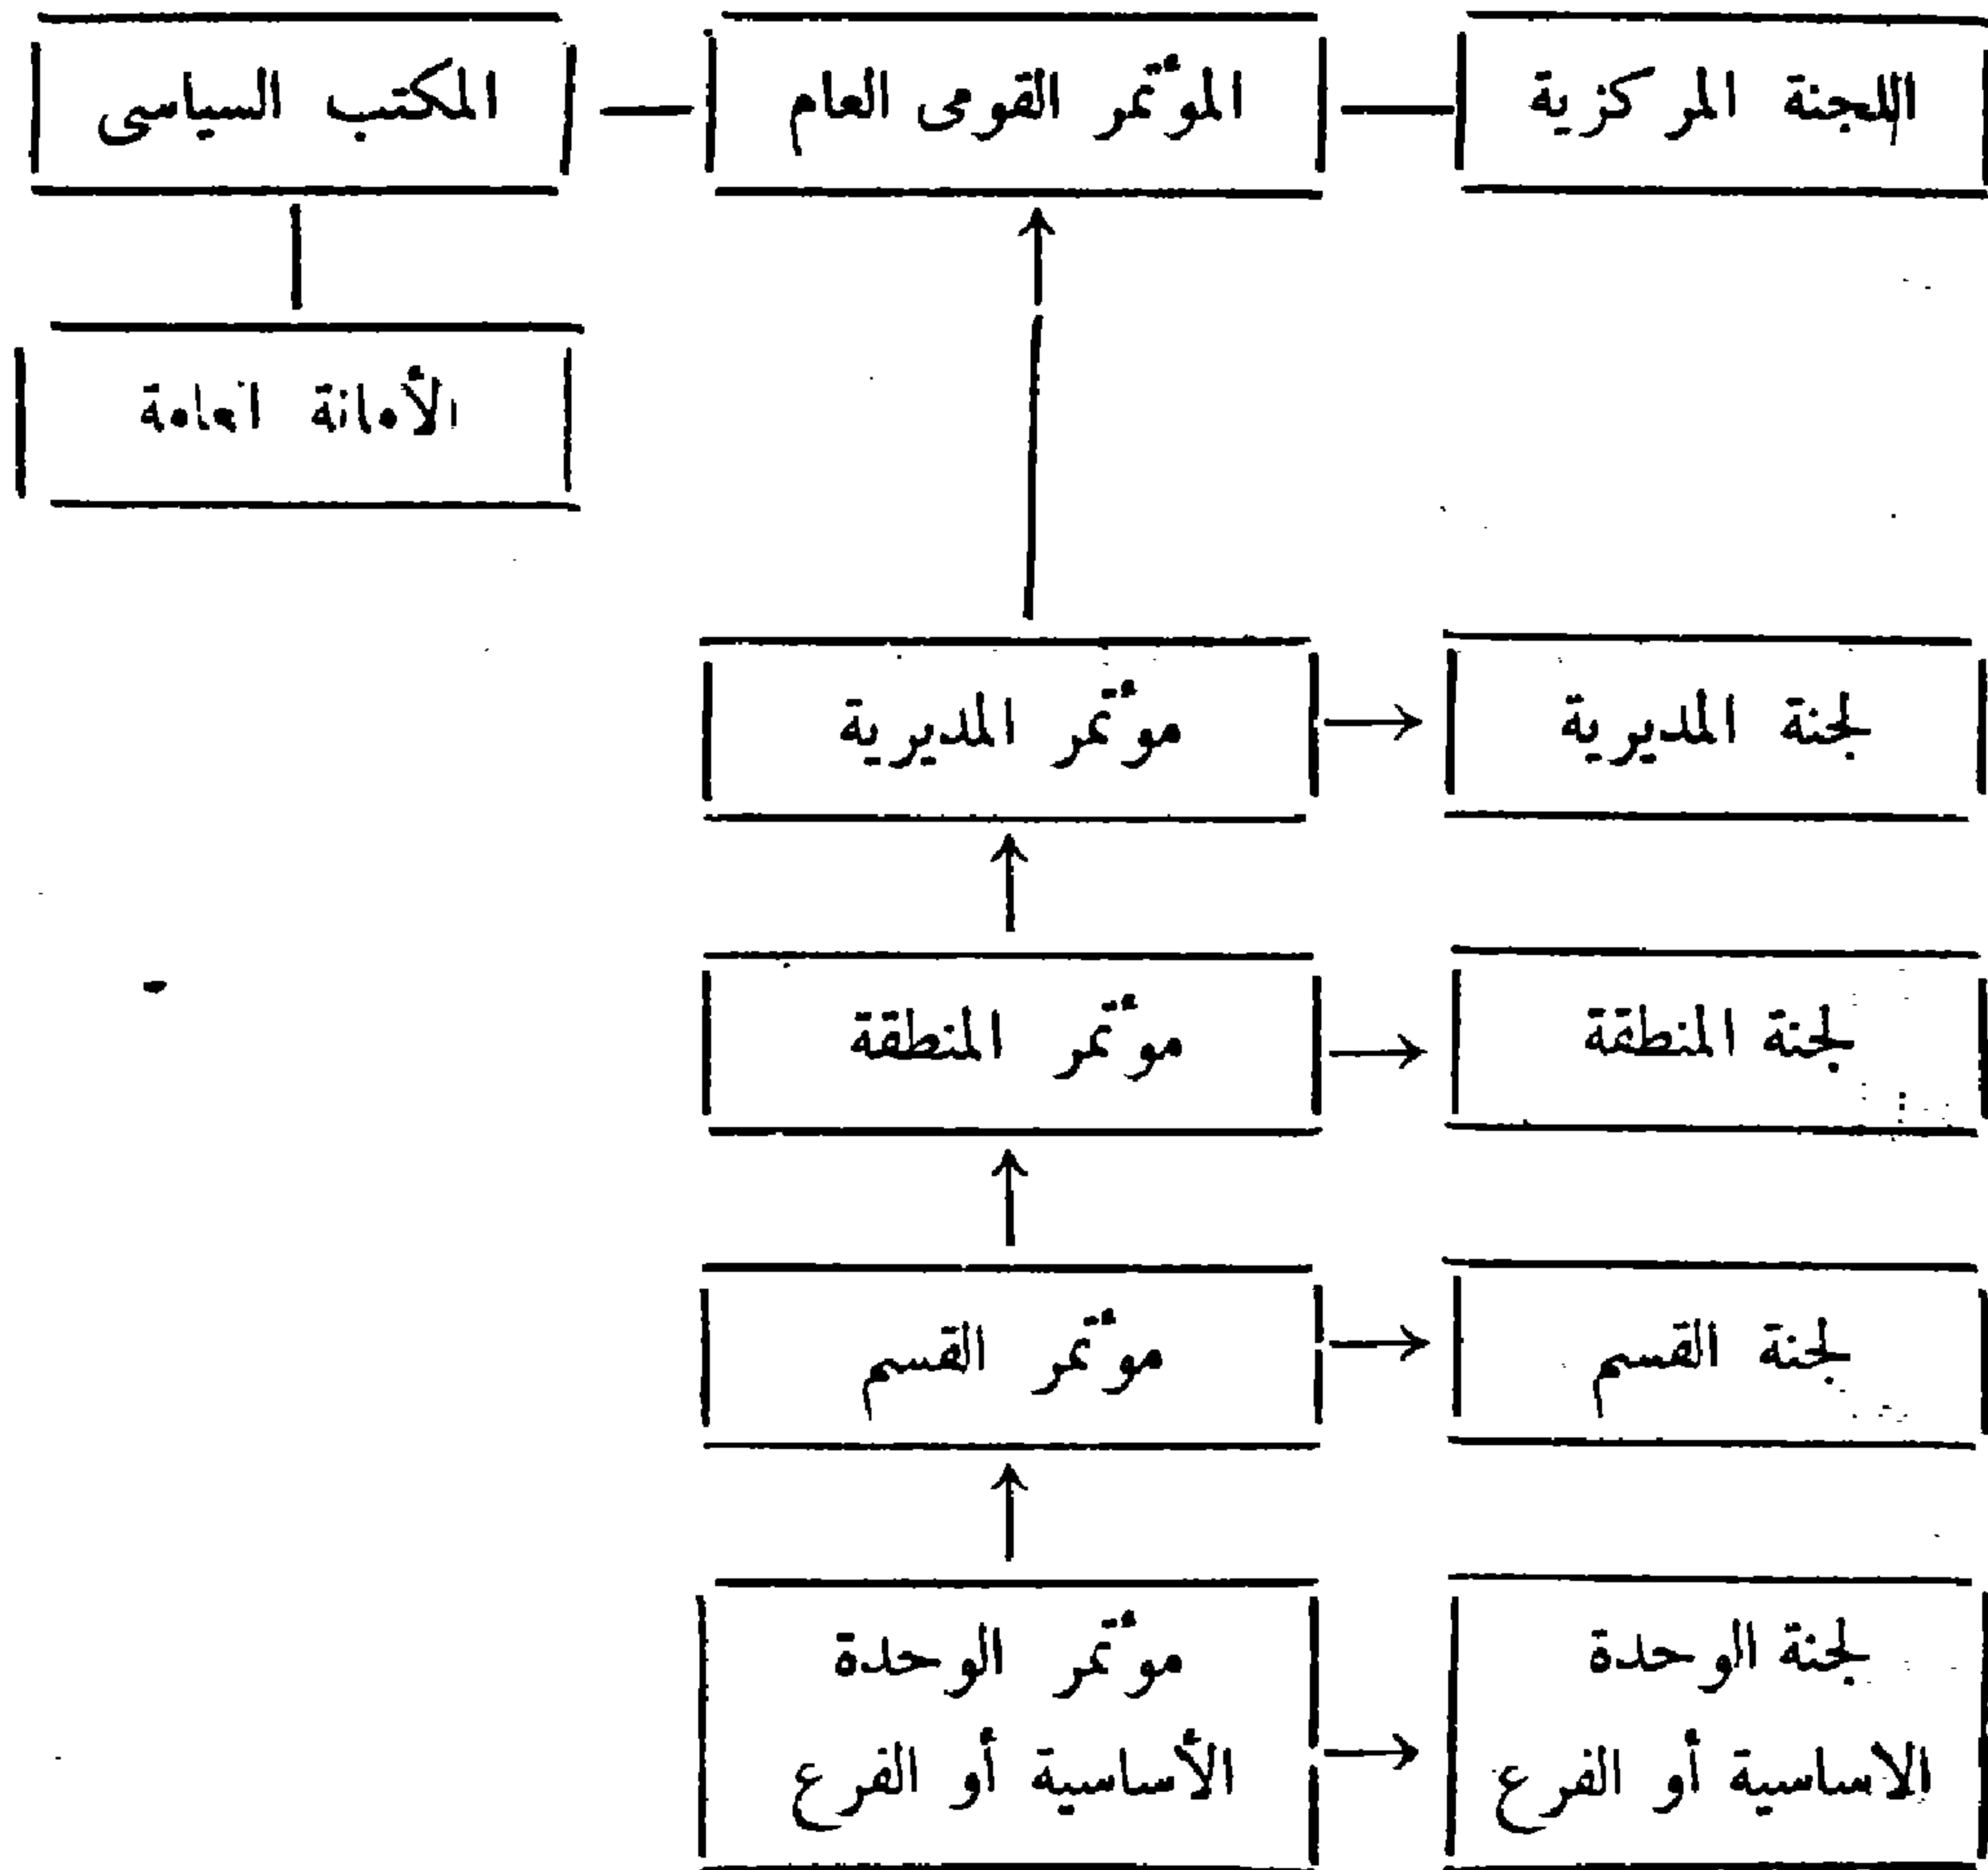 اللجنة المركزية
المؤتمر القومى العام
المكتب السياسى
الأمانة العامة
لجنة المديرية
مؤتمر المديرية
لجنة المنطقة
مؤتمر المنطقة
لجنة القسم
مؤتمر القسم
لجنة الوحدة
الاساسية أو الفرع
مؤتمر الوحدة
الأساسية أو الفرع